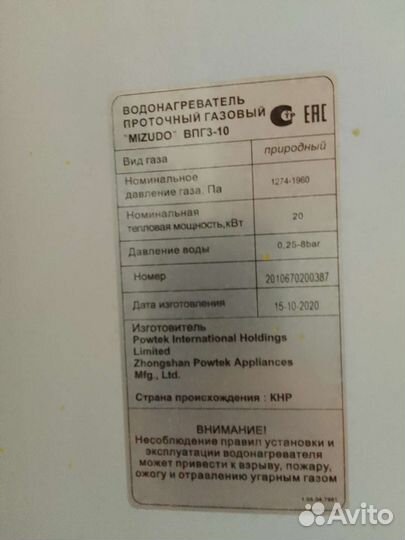 ВОДОНАГРЕВАТЕЛЬ
ПРОТОЧНЫЙ ГАЗОВЫЙ
"MIZUDO" ВПГ3-10
СТР ЕАС
Вид газа природный
Номинальное
давление газа, Па 1274-1960
Номинальная
тепловая мощность,кВт 20
Давление воды 0,25-8bar
Номер 2010670200387
Дата изготовления 15-10-2020
Изготовитель
Powtek International Holdings
Limited
Zhongshan Powtek Appliances
Mfg., Ltd.
Страна происхождения : КНР
ВНИМАНИЕ!
Несоблюдение правил установки и
эксплуатации водонагревателя
может привести к взрыву, пожару,
ожогу и отравлению угарным газом
Avito